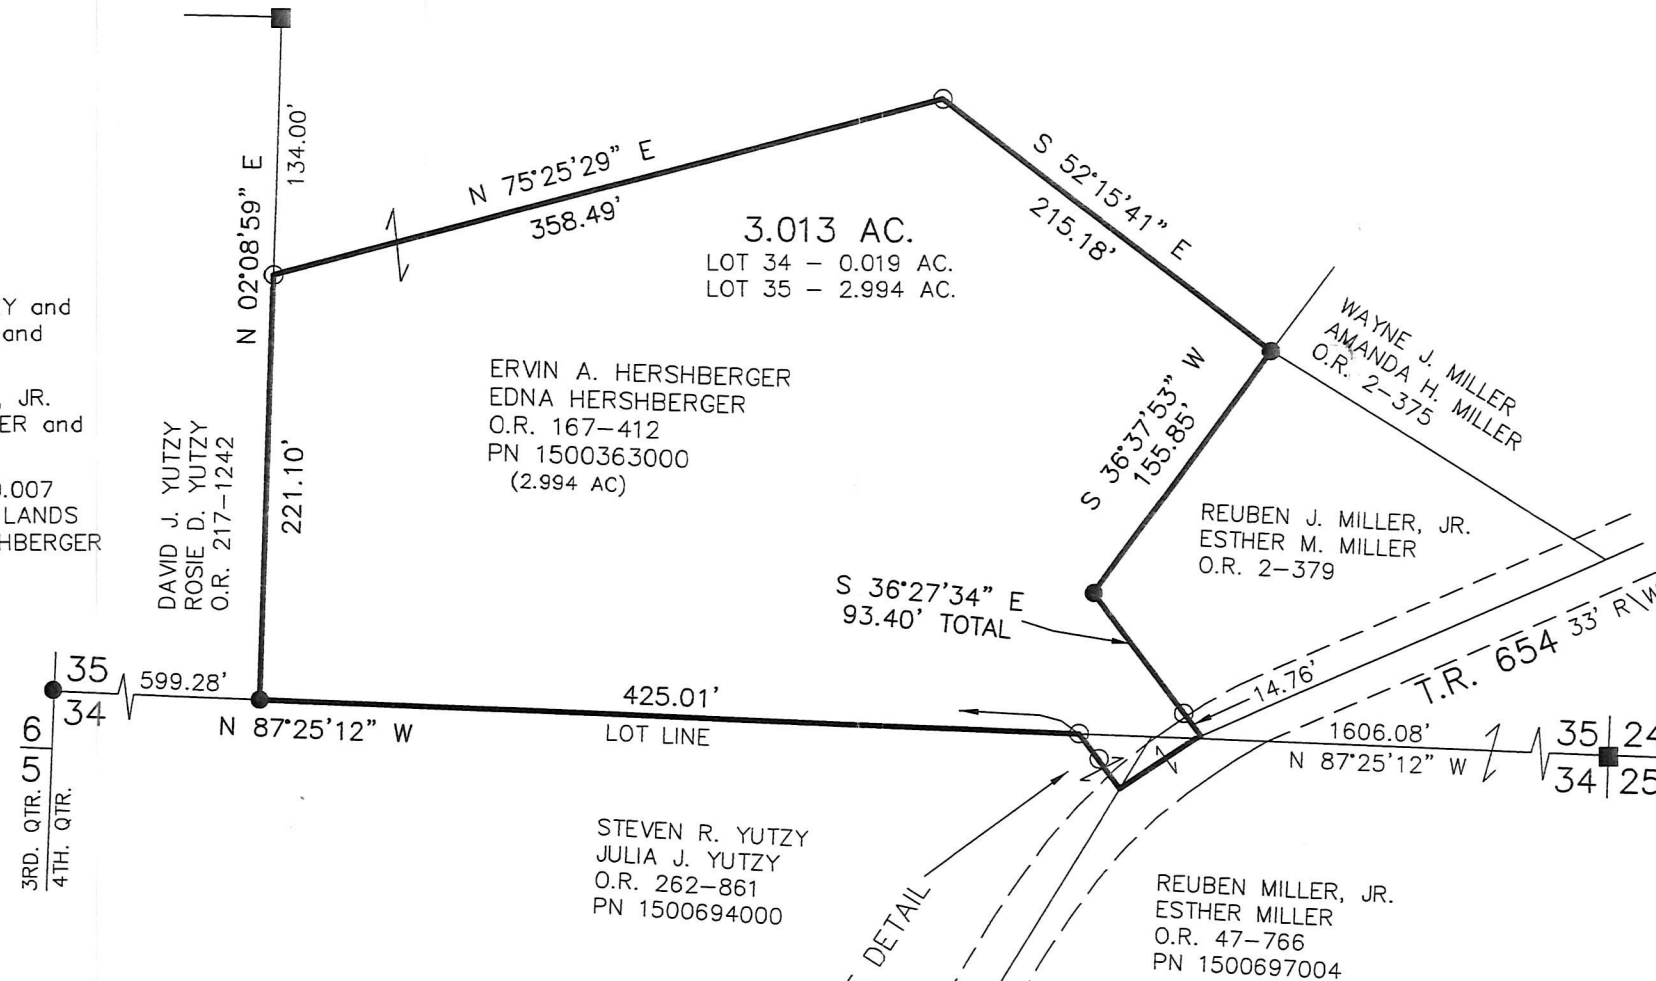 134.00'
N 02°08'59" E
N 75°25'29" E
358.49'
S 52°15'41" E
215.18'
3.013 AC.
LOT 34 – 0.019 AC.
LOT 35 – 2.994 AC.
Y and
and
JR.
ER and
.007
LANDS
HBERGER
ERVIN A. HERSHBERGER
EDNA HERSHBERGER
O.R. 167–412
PN 1500363000
(2.994 AC)
WAYNE J. MILLER
AMANDA H. MILLER
O.R. 2–375
S 36°37'53" W
155.85'
DAVID J. YUTZY
ROSIE D. YUTZY
O.R. 217–1242
221.10'
REUBEN J. MILLER, JR.
ESTHER M. MILLER
O.R. 2–379
S 36°27'34" E
93.40' TOTAL
14.76'
T.R. 654
33' R\W
35
34
599.28'
N 87°25'12" W
425.01'
LOT LINE
1606.08'
N 87°25'12" W
35 24
34 25
6
5
3RD. QTR.
4TH. QTR.
STEVEN R. YUTZY
JULIA J. YUTZY
O.R. 262–861
PN 1500694000
DETAIL
REUBEN MILLER, JR.
ESTHER MILLER
O.R. 47–766
PN 1500697004